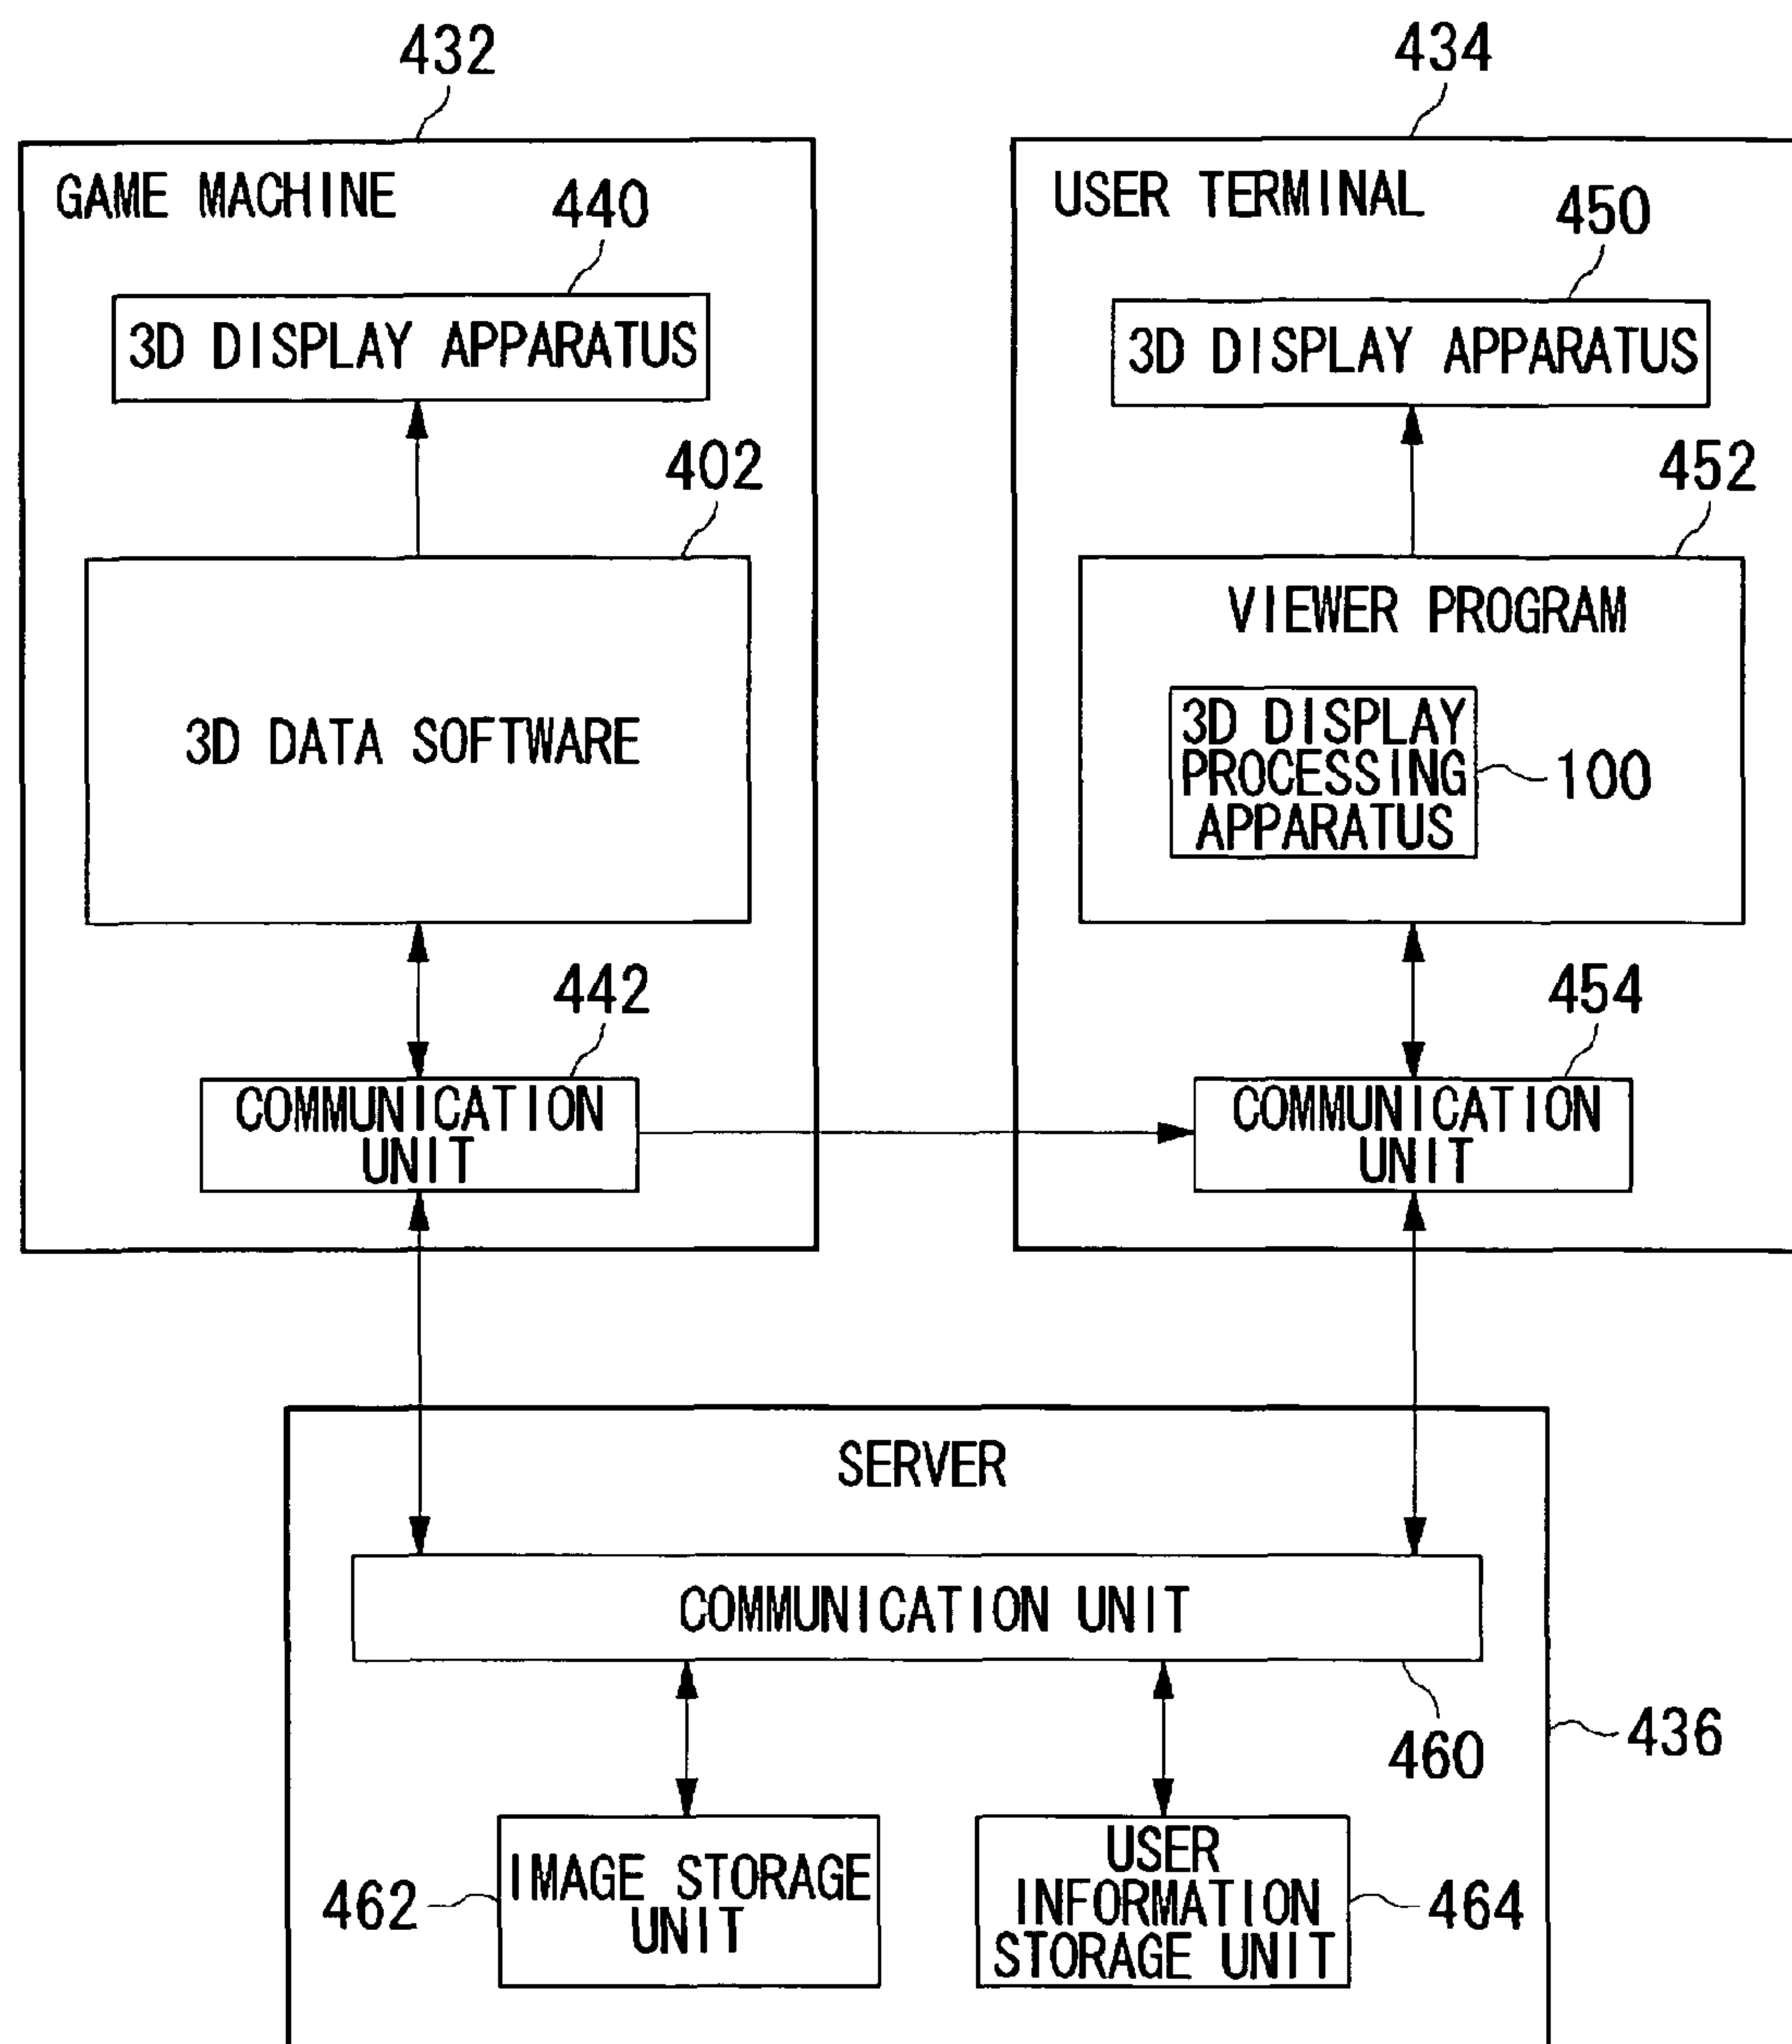 432
434
GAME MACHINE
440
3D DISPLAY APPARATUS
402
3D DATA SOFTWARE
442
COMMUNICATION
UNIT
USER TERMINAL
450
3D DISPLAY APPARATUS
452
VIEWER PROGRAM
3D DISPLAY
PROCESSING
APPARATUS
100
454
COMMUNICATION
UNIT
SERVER
COMMUNICATION UNIT
460
436
462
IMAGE STORAGE
UNIT
USER
INFORMATION
STORAGE UNIT
464